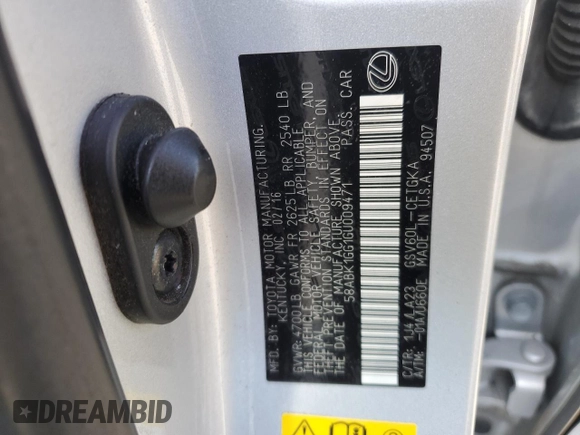 MFD. BY: TOYOTA MOTOR MANUFACTURING.
KENTUCKY, INC 02/16
GVWR: 4700 LB GAWR FR 2625 LB RR 2540 LB
THIS VEHICLE CONFORMS TO ALL APPLICABLE
FEDERAL MOTOR VEHICLE SAFETY, BUMPER, AND
THEFT PREVENTION STANDARDS IN EFFECT ON
DATE OF MANUFACTURE SHOWN ABOVE.
58ABK1GG1GU009471 PASS. CAR
C/TR: 1J4/LA23 GSV60L-CETGKA
A/TM: -01A/U660E MADE IN U.S.A. 94507
DREAMBID